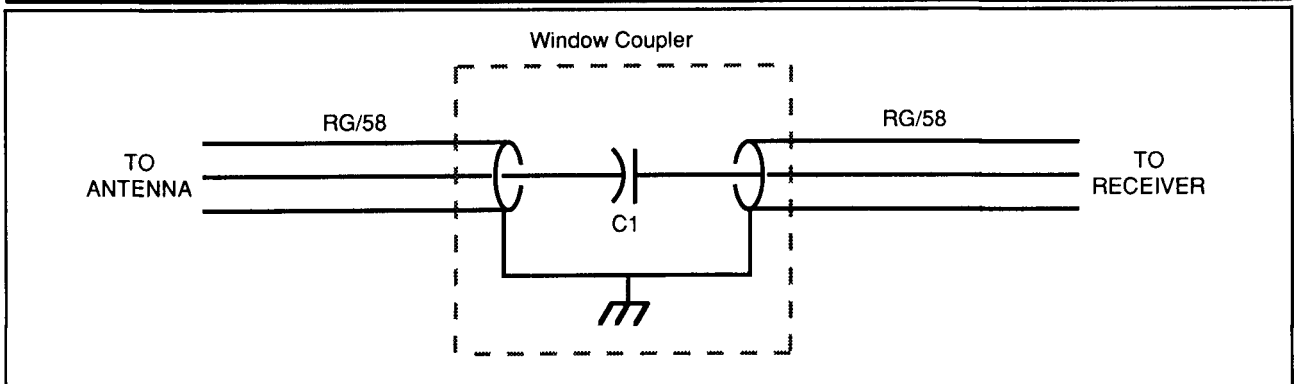 Window Coupler
RG/58
RG/58
TO
ANTENNA
C1
TO
RECEIVER